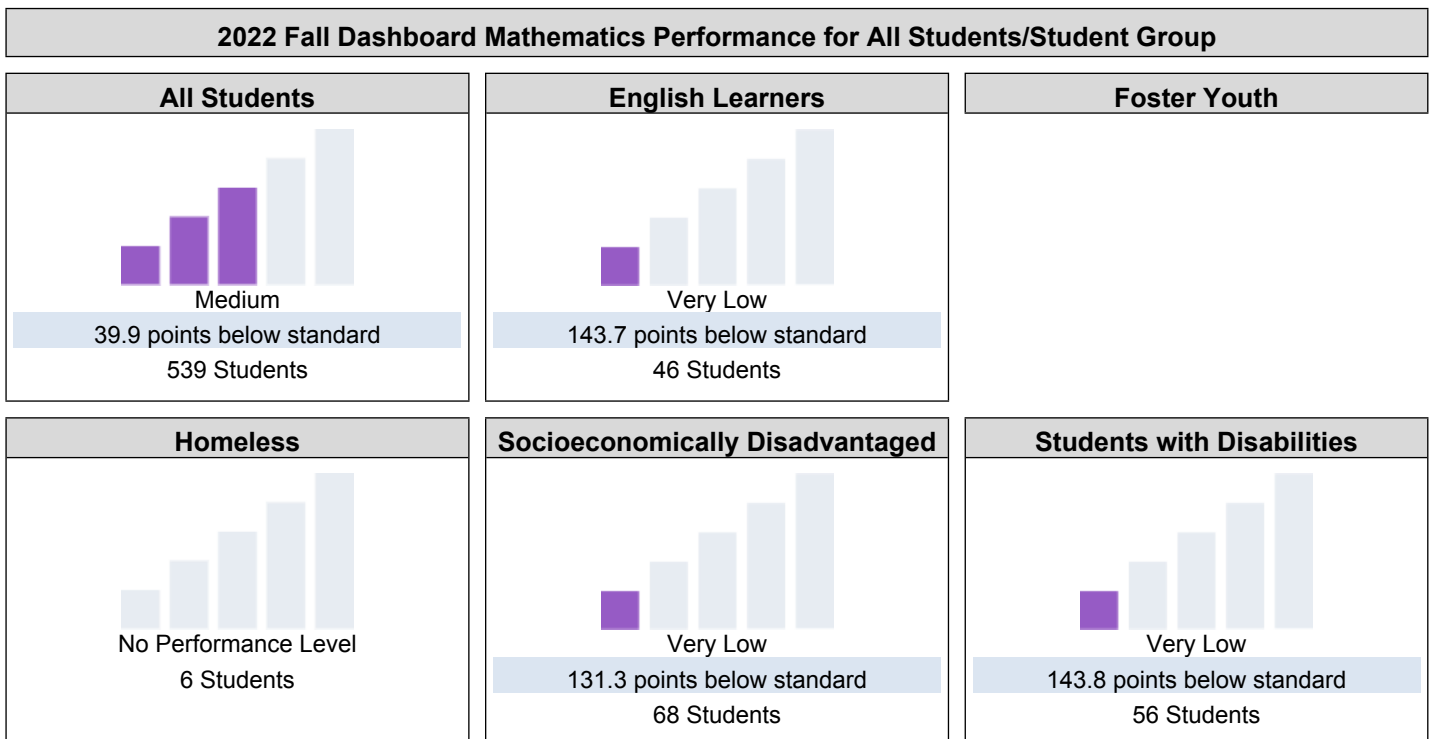 2022 Fall Dashboard Mathematics Performance for All Students/Student Group
All Students
Medium
39.9 points below standard
539 Students
English Learners
Very Low
143.7 points below standard
46 Students
Foster Youth
Homeless
No Performance Level
6 Students
Socioeconomically Disadvantaged
Very Low
131.3 points below standard
68 Students
Students with Disabilities
Very Low
143.8 points below standard
56 Students